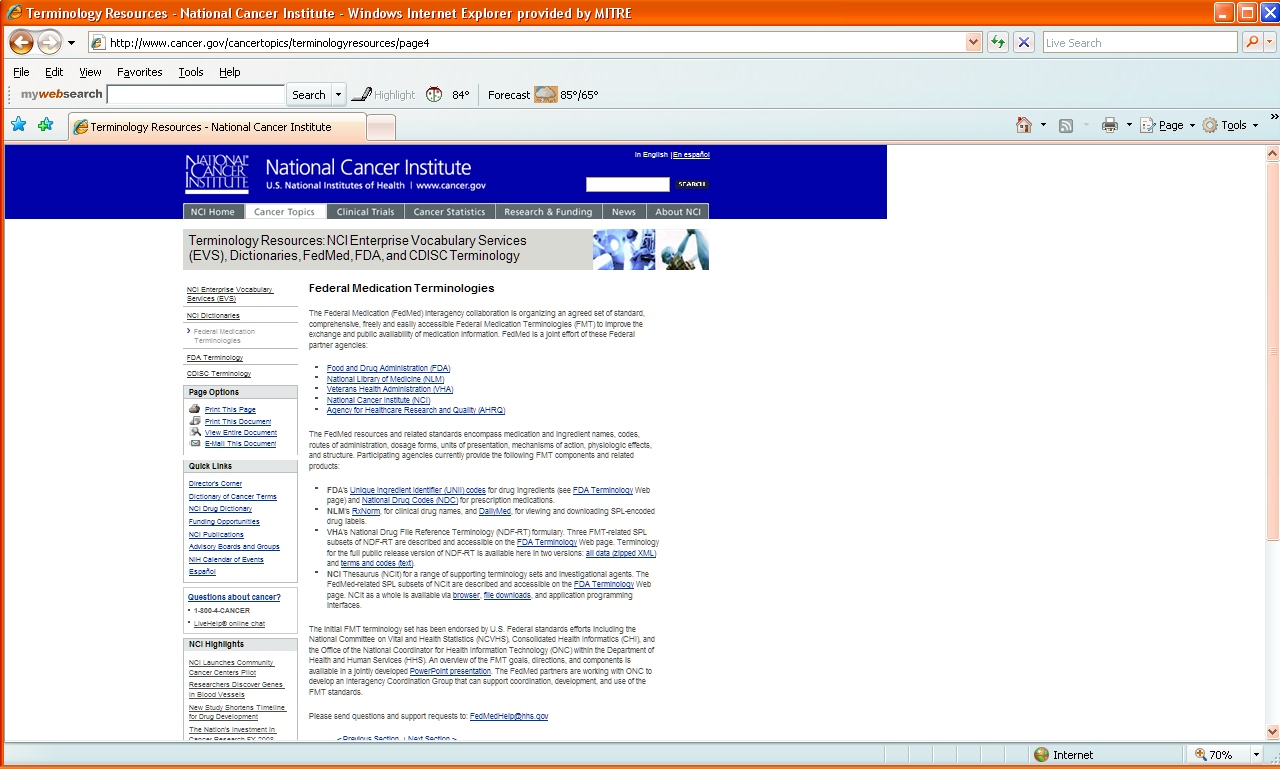 Terminology Resources - National Cancer Institute - Windows Internet Explorer provided by MITRE
http://www.cancer.gov/cancertopics/terminologyresources/page4
Live Search
File Edit View Favorites Tools Help
mywebsearch Search Highlight 84° Forecast 85°/65°
Terminology Resources - National Cancer Institute
Page Tools
NATIONAL CANCER INSTITUTE
National Cancer Institute
U.S. National Institutes of Health | www.cancer.gov
In English | En español
SEARCH
NCI Home Cancer Topics Clinical Trials Cancer Statistics Research & Funding News About NCI
Terminology Resources: NCI Enterprise Vocabulary Services
(EVS), Dictionaries, FedMed, FDA, and CDISC Terminology
NCI Enterprise Vocabulary
Services (EVS)
NCI Dictionaries
Federal Medication
Terminologies
FDA Terminology
CDISC Terminology
Page Options
Print This Page
Print This Document
View Entire Document
E-Mail This Document
Quick Links
Director's Corner
Dictionary of Cancer Terms
NCI Drug Dictionary
Funding Opportunities
NCI Publications
Advisory Boards and Groups
NIH Calendar of Events
Español
Questions about cancer?
• 1-800-4-CANCER
• LiveHelp® online chat
NCI Highlights
NCI Launches Community
Cancer Centers Pilot
Researchers Discover Genes
in Blood Vessels
New Study Shortens Timeline
for Drug Development
The Nation's Investment in
Cancer Research FY 2008
Federal Medication Terminologies
The Federal Medication (FedMed) interagency collaboration is organizing an agreed set of standard,
comprehensive, freely and easily accessible Federal Medication Terminologies (FMT) to improve the
exchange and public availability of medication information. FedMed is a joint effort of these Federal
partner agencies:
• Food and Drug Administration (FDA)
• National Library of Medicine (NLM)
• Veterans Health Administration (VHA)
• National Cancer Institute (NCI)
• Agency for Healthcare Research and Quality (AHRQ)
The FedMed resources and related standards encompass medication and ingredient names, codes,
routes of administration, dosage forms, units of presentation, mechanisms of action, physiologic effects,
and structure. Participating agencies currently provide the following FMT components and related
products:
• FDA's Unique Ingredient Identifier (UNII) codes for drug ingredients (see FDA Terminology Web
page) and National Drug Codes (NDC) for prescription medications.
• NLM's RxNorm, for clinical drug names, and DailyMed, for viewing and downloading SPL-encoded
drug labels.
• VHA's National Drug File Reference Terminology (NDF-RT) formulary. Three FMT-related SPL
subsets of NDF-RT are described and accessible on the FDA Terminology Web page. Terminology
for the full public release version of NDF-RT is available here in two versions: all data (zipped XML)
and terms and codes (text).
• NCI Thesaurus (NCIt) for a range of supporting terminology sets and investigational agents. The
FedMed-related SPL subsets of NCIt are described and accessible on the FDA Terminology Web
page. NCIt as a whole is available via browser, file downloads, and application programming
interfaces.
The initial FMT terminology set has been endorsed by U.S. Federal standards efforts including the
National Committee on Vital and Health Statistics (NCVHS), Consolidated Health Informatics (CHI), and
the Office of the National Coordinator for Health Information Technology (ONC) within the Department of
Health and Human Services (HHS). An overview of the FMT goals, directions, and components is
available in a jointly developed PowerPoint presentation. The FedMed partners are working with ONC to
develop an Interagency Coordination Group that can support coordination, development, and use of the
FMT standards.
Please send questions and support requests to: FedMedHelp@hhs.gov
< Previous Section | Next Section >
Internet 70%